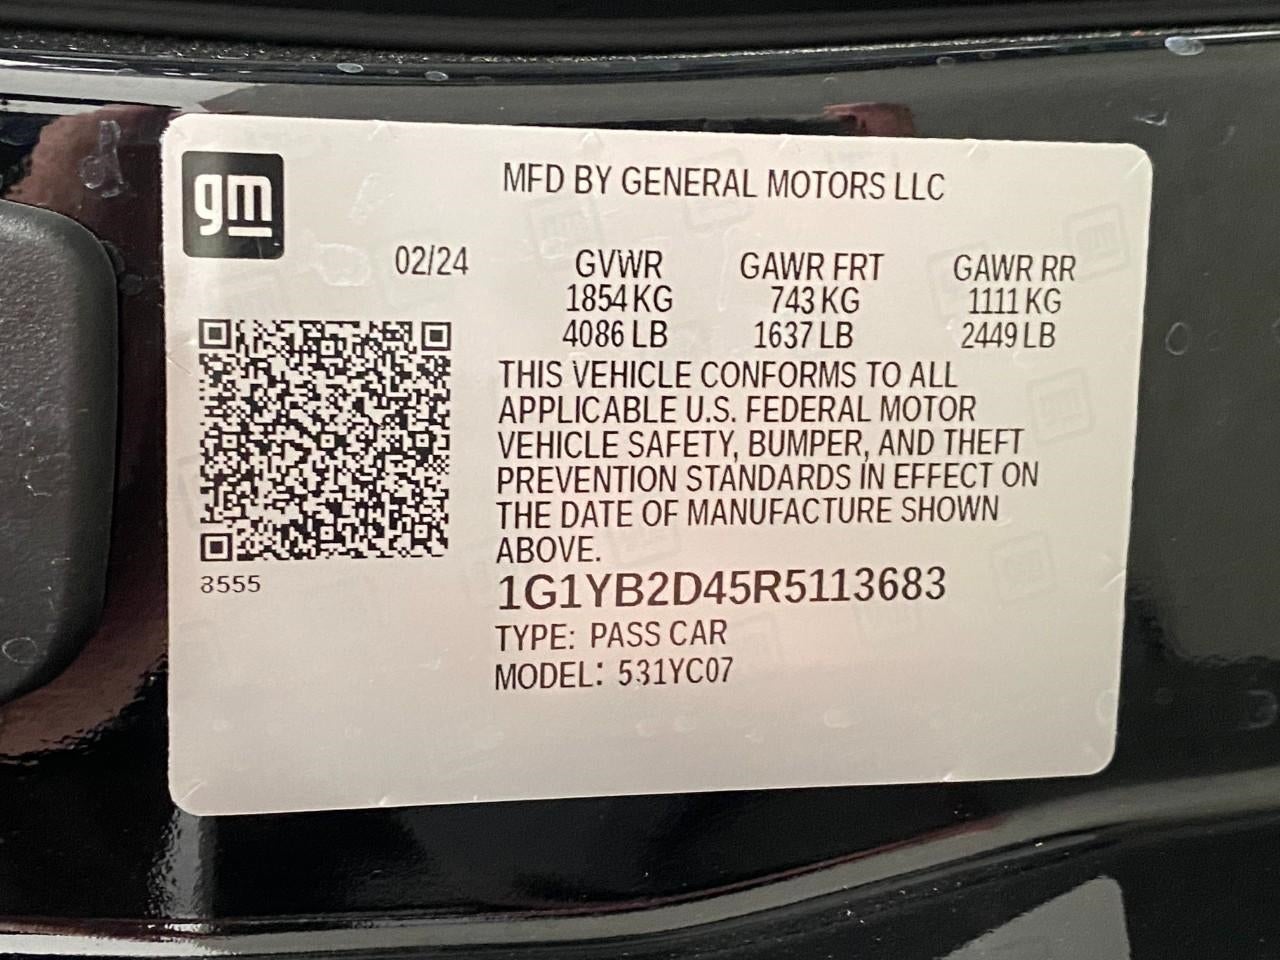 gm
MFD BY GENERAL MOTORS LLC
02/24 GVWR GAWR FRT GAWR RR
1854 KG 743 KG 1111 KG
4086 LB 1637 LB 2449 LB
THIS VEHICLE CONFORMS TO ALL
APPLICABLE U.S. FEDERAL MOTOR
VEHICLE SAFETY, BUMPER, AND THEFT
PREVENTION STANDARDS IN EFFECT ON
THE DATE OF MANUFACTURE SHOWN
ABOVE.
3555
1G1YB2D45R5113683
TYPE: PASS CAR
MODEL: 531YC07